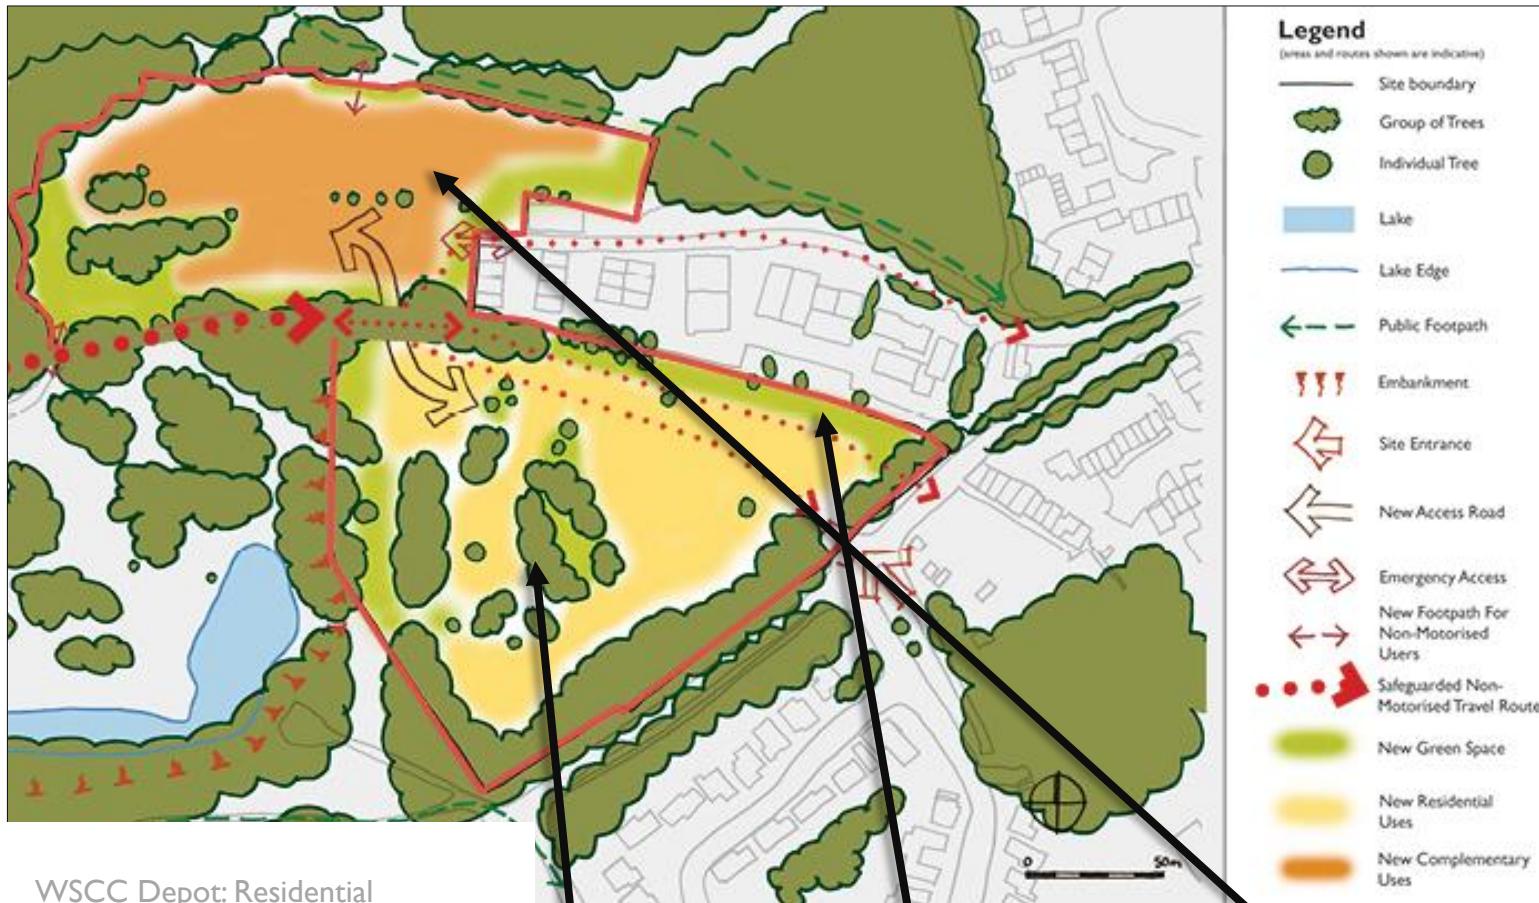 Legend
(areas and routes shown are indicative)
Site boundary
Group of Trees
Individual Tree
Lake
Lake Edge
Public Footpath
Embankment
Site Entrance
New Access Road
Emergency Access
New Footpath For
Non-Motorised
Users
Safeguarded Non-
Motorised Travel Route
New Green Space
New Residential
Uses
New Complementary
Uses
0 50m
WSCC Depot: Residential